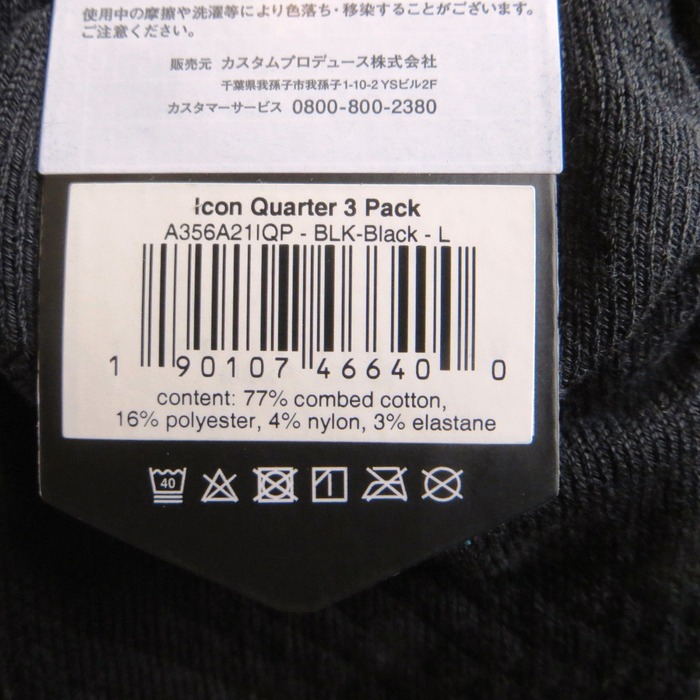 使用中の摩擦や洗濯等により色落ち・移染することがございます。
ご注意ください。
販売元 カスタムプロデュース株式会社
千葉県我孫子市我孫子1-10-2 YSビル2F
カスタマーサービス 0800-800-2380
Icon Quarter 3 Pack
A356A21IQP - BLK-Black - L
1 90107 46640 0
content: 77% combed cotton,
16% polyester, 4% nylon, 3% elastane
40